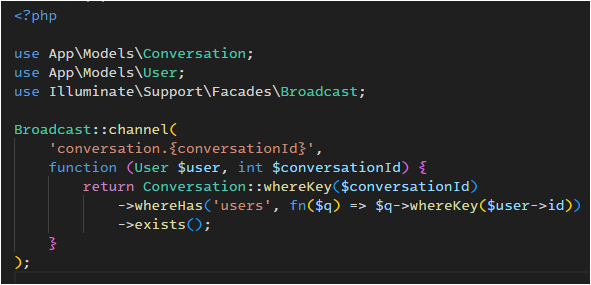 <?php
use App\Models\Conversation;
use App\Models\User;
use Illuminate\Support\Facades\Broadcast;
Broadcast::channel(
'conversation.{conversationId}',
function (User $user, int $conversationId) {
return Conversation::whereKey($conversationId)
->whereHas('users', fn($q) => $q->whereKey($user->id))
->exists();
}
);